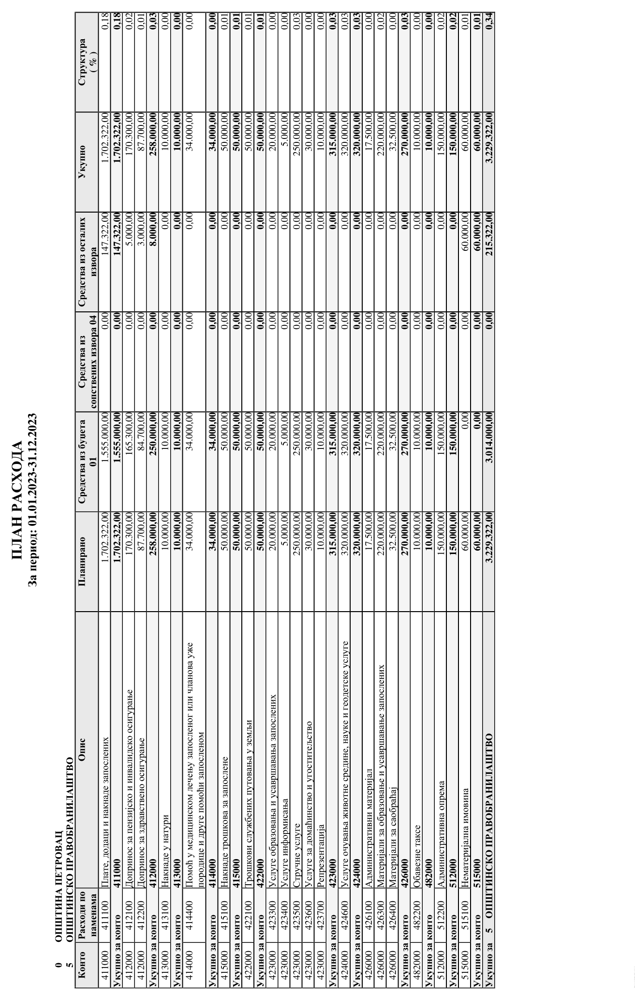 ПЛАН РАСХОДА
За период: 01.01.2023-31.12.2023
0 ОПШТИНА ПЕТРОВАЦ
5 ОПШТИНСКО ПРАВОБРАНИЛАШТВО
Конто Расходи по наменама Опис Планирано Средства из буџета 01 Средства из сопствених извора 04 Средства из осталих извора Укупно Структура ( % )
411000 411100 Плате, додаци и накнаде запослених 1.702.322,00 1.555.000,00 0,00 147.322,00 1.702.322,00 0,18
Укупно за конто 411000 1.702.322,00 1.555.000,00 0,00 147.322,00 1.702.322,00 0,18
412000 412100 Допринос за пензијско и инвалидско осигурање 170.300,00 165.300,00 0,00 5.000,00 170.300,00 0,02
412000 412200 Допринос за здравствено осигурање 87.700,00 84.700,00 0,00 3.000,00 87.700,00 0,01
Укупно за конто 412000 258.000,00 250.000,00 0,00 8.000,00 258.000,00 0,03
413000 413100 Накнаде у натури 10.000,00 10.000,00 0,00 0,00 10.000,00 0,00
Укупно за конто 413000 10.000,00 10.000,00 0,00 0,00 10.000,00 0,00
414000 414400 Помоћ у медицинском лечењу запосленог или чланова уже 34.000,00 34.000,00 0,00 0,00 34.000,00 0,00
породице и друге помоћи запосленом
Укупно за конто 414000 34.000,00 34.000,00 0,00 0,00 34.000,00 0,00
415000 415100 Накнаде трошкова за запослене 50.000,00 50.000,00 0,00 0,00 50.000,00 0,01
Укупно за конто 415000 50.000,00 50.000,00 0,00 0,00 50.000,00 0,01
422000 422100 Трошкови службених путовања у земљи 50.000,00 50.000,00 0,00 0,00 50.000,00 0,01
Укупно за конто 422000 50.000,00 50.000,00 0,00 0,00 50.000,00 0,01
423000 423300 Услуге образовања и усавршавања запослених 20.000,00 20.000,00 0,00 0,00 20.000,00 0,00
423000 423400 Услуге информисања 5.000,00 5.000,00 0,00 0,00 5.000,00 0,00
423000 423500 Стручне услуге 250.000,00 250.000,00 0,00 0,00 250.000,00 0,03
423000 423600 Услуге за домаћинство и угоститељство 30.000,00 30.000,00 0,00 0,00 30.000,00 0,00
423000 423700 Репрезентација 10.000,00 10.000,00 0,00 0,00 10.000,00 0,00
Укупно за конто 423000 315.000,00 315.000,00 0,00 0,00 315.000,00 0,03
424000 424600 Услуге очувања животне средине, науке и геодетске услуге 320.000,00 320.000,00 0,00 0,00 320.000,00 0,03
Укупно за конто 424000 320.000,00 320.000,00 0,00 0,00 320.000,00 0,03
426000 426100 Административни материјал 17.500,00 17.500,00 0,00 0,00 17.500,00 0,00
426000 426300 Материјали за образовање и усавршавање запослених 220.000,00 220.000,00 0,00 0,00 220.000,00 0,02
426000 426400 Материјали за саобраћај 32.500,00 32.500,00 0,00 0,00 32.500,00 0,00
Укупно за конто 426000 270.000,00 270.000,00 0,00 0,00 270.000,00 0,03
482000 482200 Обавезне таксе 10.000,00 10.000,00 0,00 0,00 10.000,00 0,00
Укупно за конто 482000 10.000,00 10.000,00 0,00 0,00 10.000,00 0,00
512000 512200 Административна опрема 150.000,00 150.000,00 0,00 0,00 150.000,00 0,02
Укупно за конто 512000 150.000,00 150.000,00 0,00 0,00 150.000,00 0,02
515000 515100 Нематеријална имовина 60.000,00 0,00 0,00 60.000,00 60.000,00 0,01
Укупно за конто 515000 60.000,00 0,00 0,00 60.000,00 60.000,00 0,01
Укупно за 5 ОПШТИНСКО ПРАВОБРАНИЛАШТВО 3.229.322,00 3.014.000,00 0,00 215.322,00 3.229.322,00 0,34